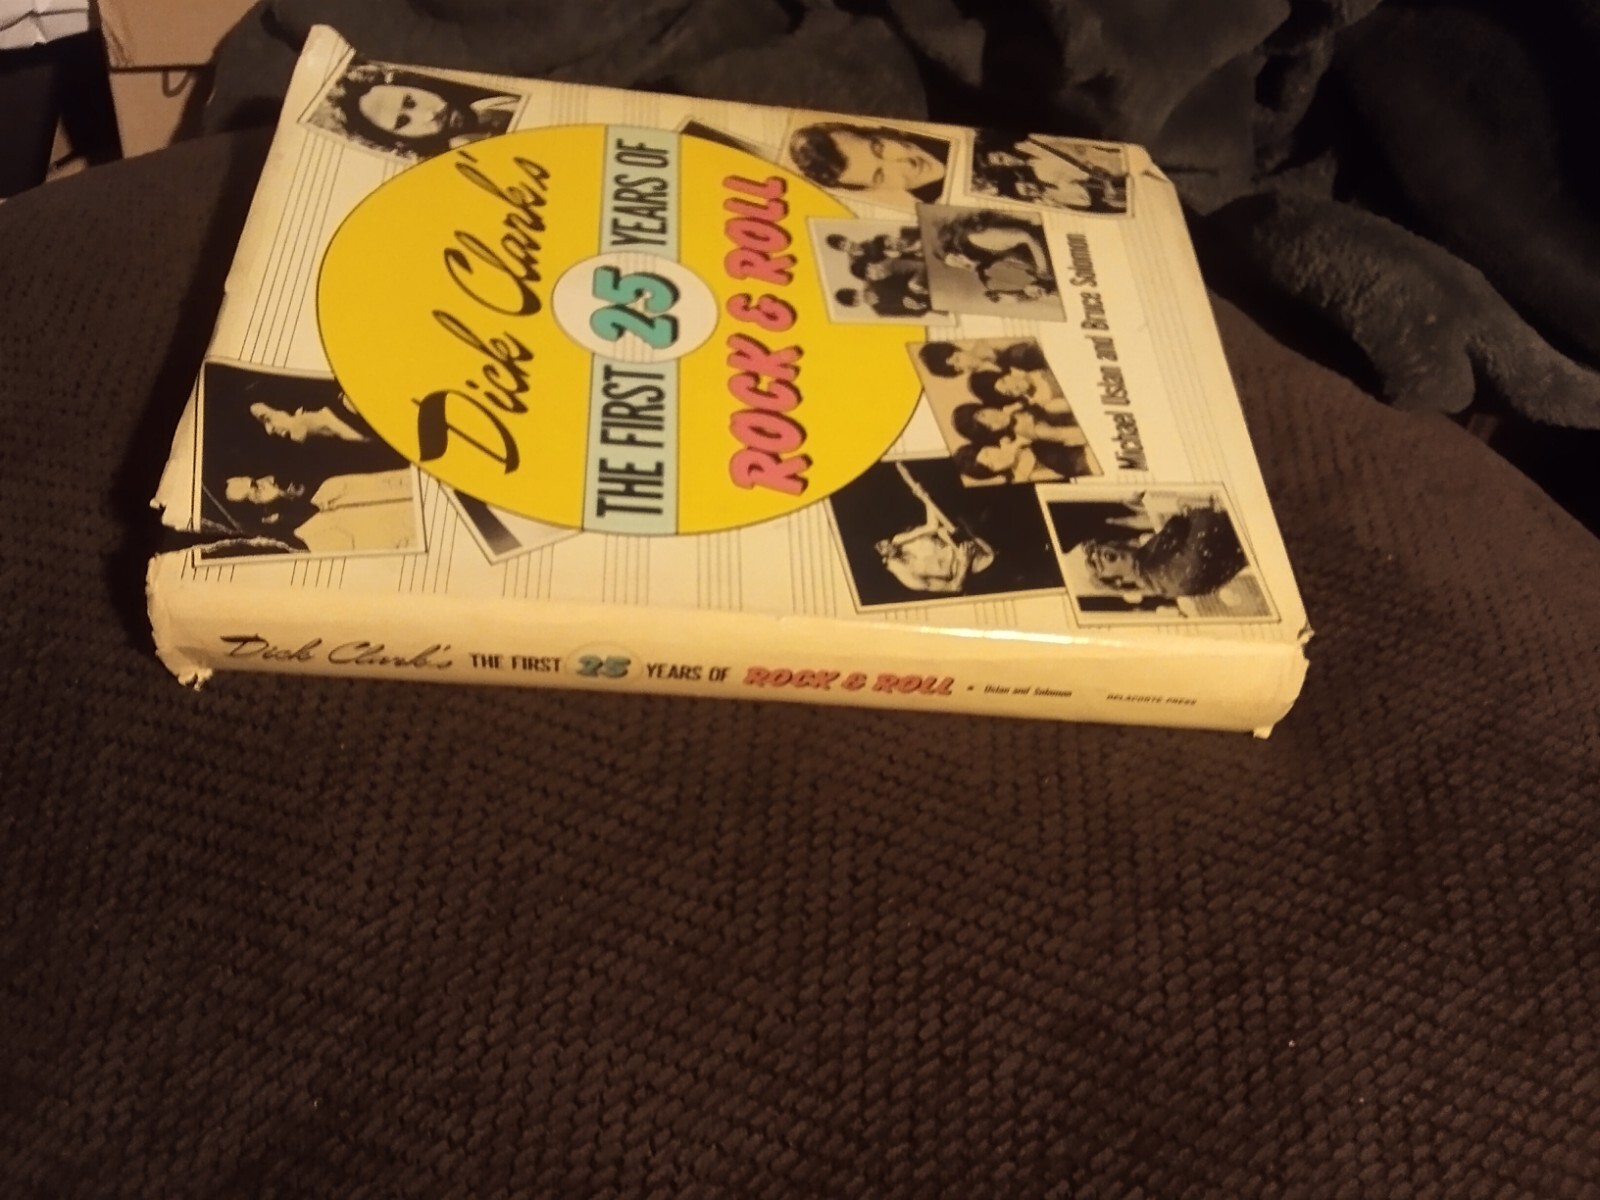 Dick Clark's
THE FIRST 25 YEARS OF
ROCK & ROLL
Michael Uslan and Bruce Solomon
Dick Clark's THE FIRST 25 YEARS OF ROCK & ROLL • Uslan and Solomon DELACORTE PRESS